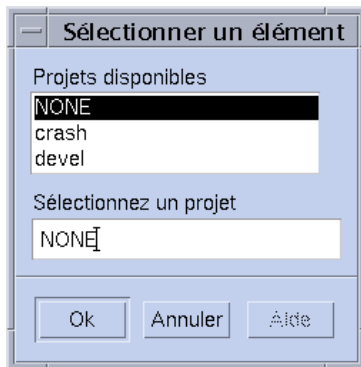 Sélectionner un élément
Projets disponibles
NONE
crash
devel
Sélectionnez un projet
NONE
Ok Annuler Aide